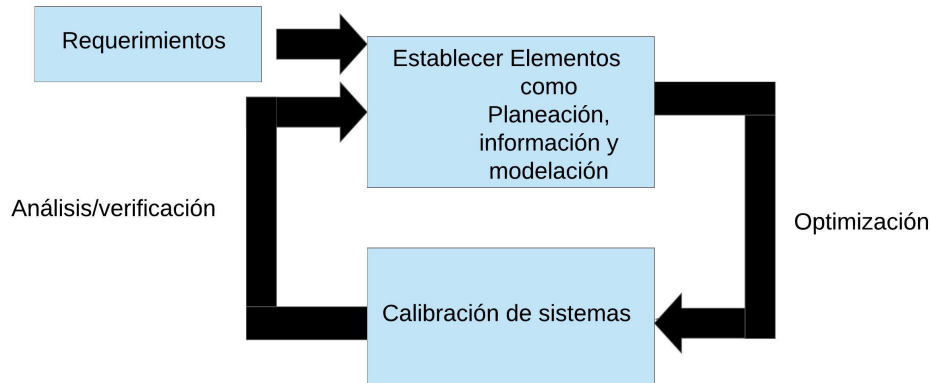 Requerimientos
Establecer Elementos
como
Planeación,
información y
modelación
Análisis/verificación
Optimización
Calibración de sistemas